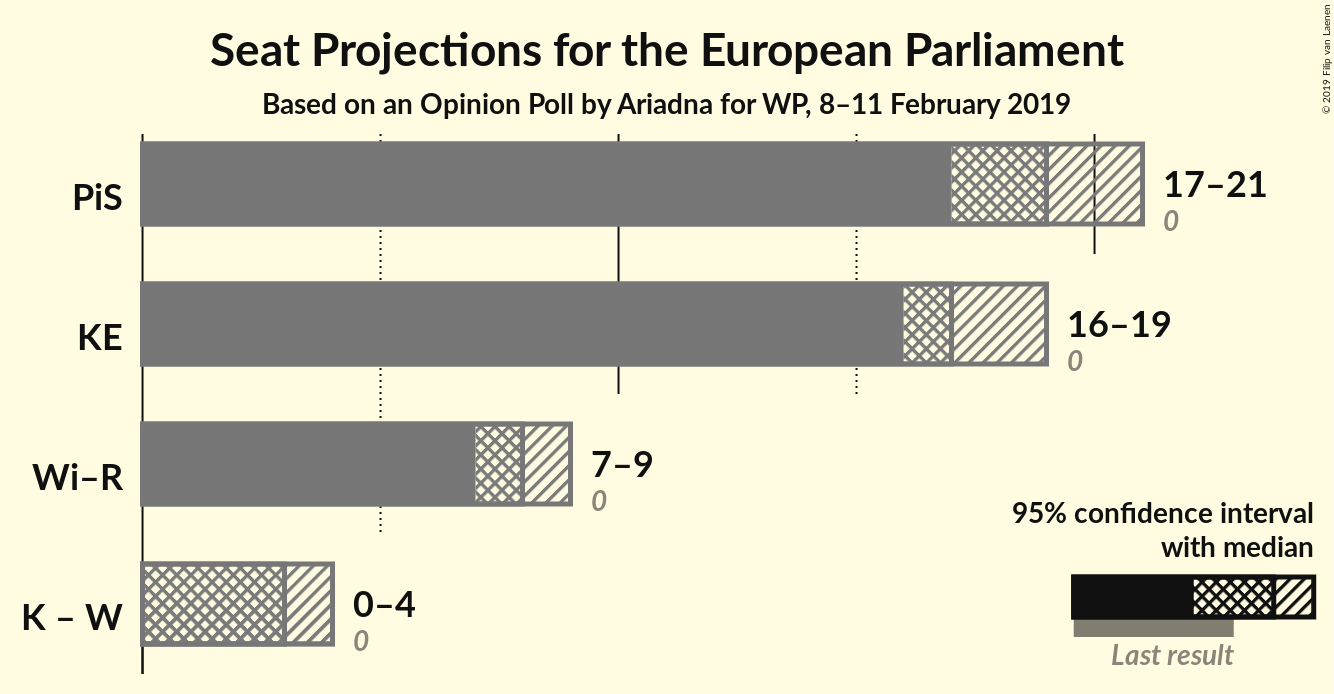 Seat Projections for the European Parliament
Based on an Opinion Poll by Ariadna for WP, 8–11 February 2019
© 2019 Filip van Laenen
PiS
17–21
0
KE
16–19
0
Wi–R
7–9
0
K – W
0–4
0
95% confidence interval
with median
Last result